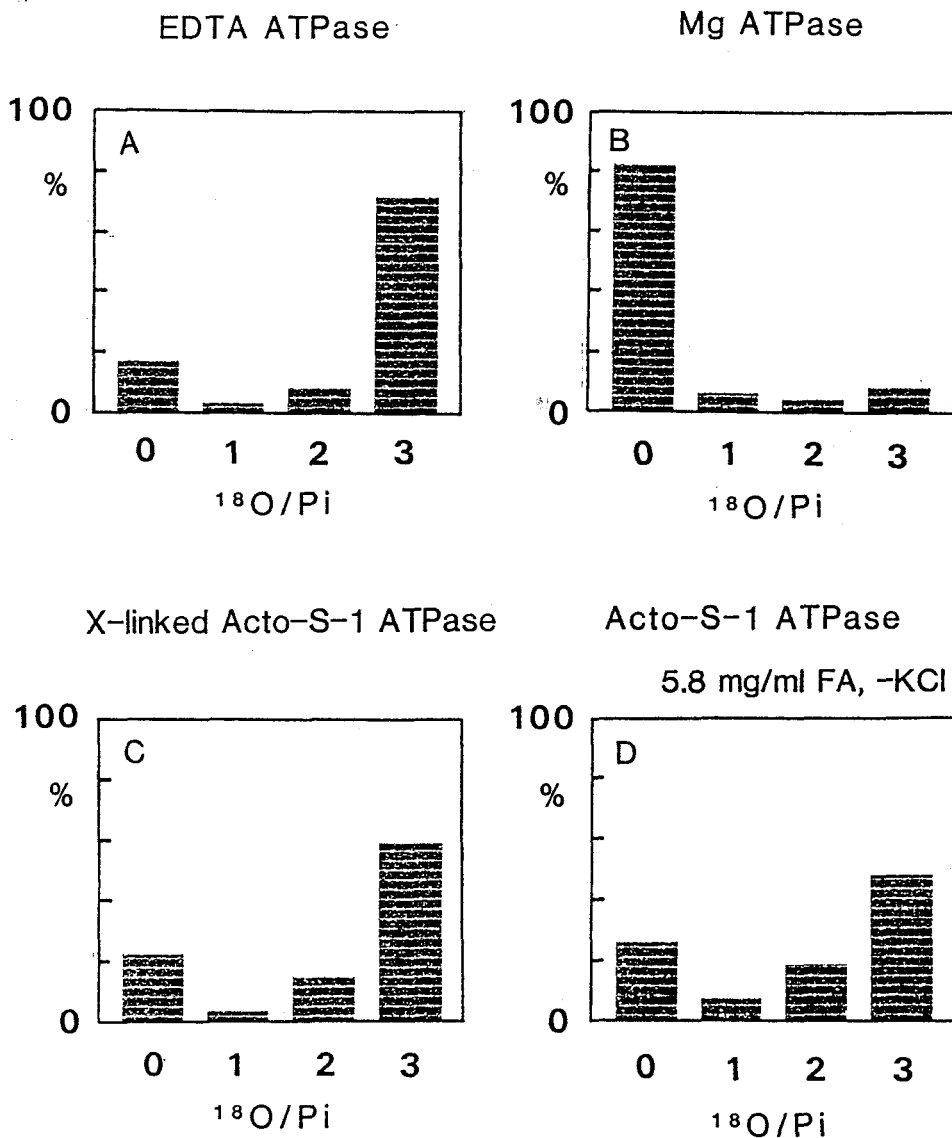 EDTA ATPase
Mg ATPase
100
%
0
A
0 1 2 3
¹⁸O/Pi
100
%
0
B
0 1 2 3
¹⁸O/Pi
X-linked Acto-S-1 ATPase
Acto-S-1 ATPase
5.8 mg/ml FA, -KCl
100
%
0
C
0 1 2 3
¹⁸O/Pi
100
%
0
D
0 1 2 3
¹⁸O/Pi